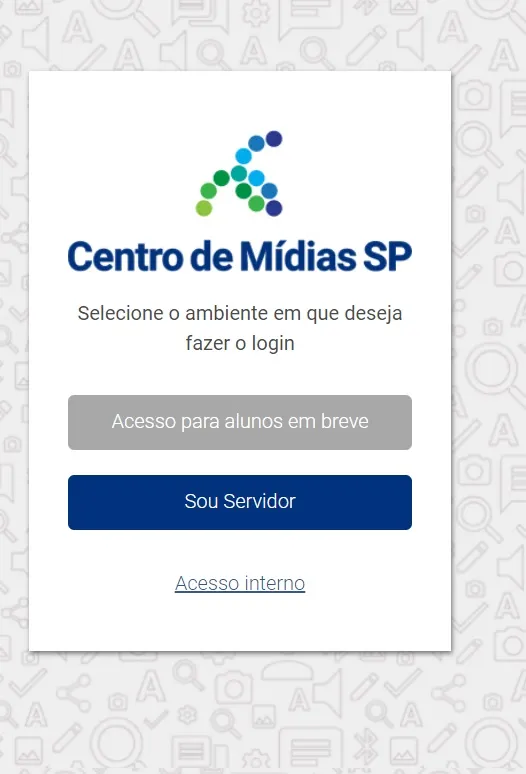 Centro de Mídias SP
Selecione o ambiente em que deseja
fazer o login
Acesso para alunos em breve
Sou Servidor
Acesso interno